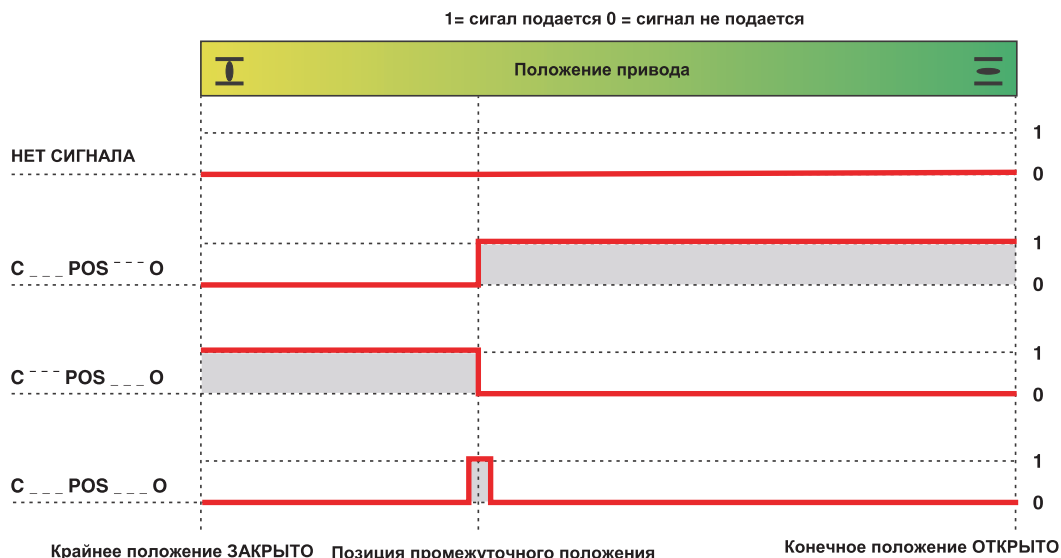 1= сигал подается 0 = сигнал не подается
Положение привода
1
НЕТ СИГНАЛА
0
1
C _ _ _ POS ‾ ‾ ‾ O
0
1
C ‾ ‾ ‾ POS _ _ _ O
0
1
C _ _ _ POS _ _ _ O
0
Крайнее положение ЗАКРЫТО Позиция промежуточного положения Конечное положение ОТКРЫТО